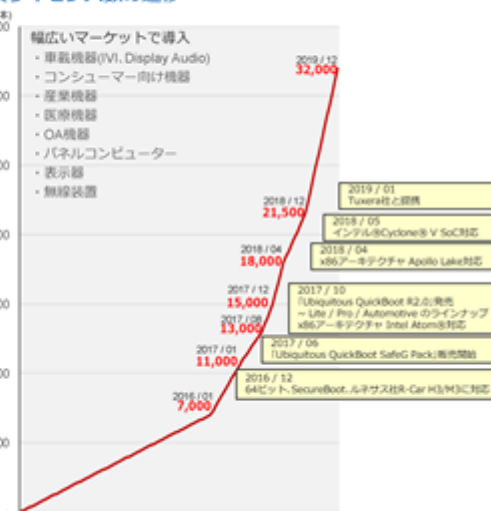 幅広いマーケットで導入
・車載機器(IVI、Display Audio)
・コンシューマー向け機器
・産業機器
・医療機器
・OA機器
・パネルコンピューター
・表示器
・無線装置
2019 / 12
32,000
2018 / 12
21,500
2018 / 04
18,000
2017 / 12
15,000
2017 / 08
13,000
2017 / 01
11,000
2016 / 01
7,000
2019 / 01
Tuxera社と提携
2018 / 05
インテル®Cyclone® V SoC対応
2018 / 04
x86アーキテクチャ Apollo Lake対応
2017 / 10
「Ubiquitous QuickBoot R2.0」発売
~ Lite / Pro / Automotive のラインナップ
x86アーキテクチャ Intel Atom®対応
2017 / 06
「Ubiquitous QuickBoot SafeG Pack」販売開始
2016 / 12
64ビット、SecureBoot、ルネサス社R-Car H3/M3に対応